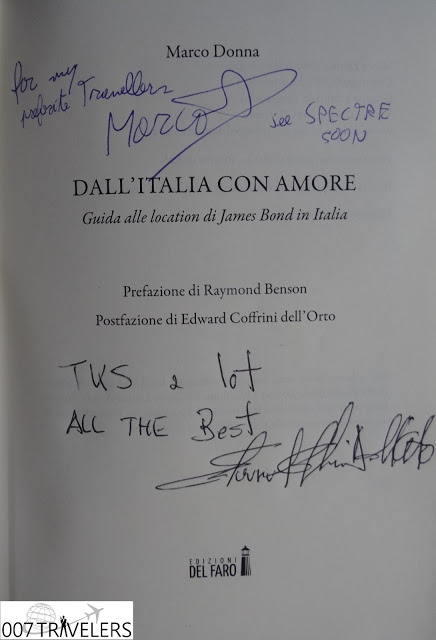 Marco Donna
for my
preferite Travellers
MARCO
see SPECTRE
SOON
DALL'ITALIA CON AMORE
Guida alle location di James Bond in Italia
Prefazione di Raymond Benson
Postfazione di Edward Coffrini dell'Orto
TKS a lot
ALL THE Best
EDIZIONI
DEL FARO
007 TRAVELERS